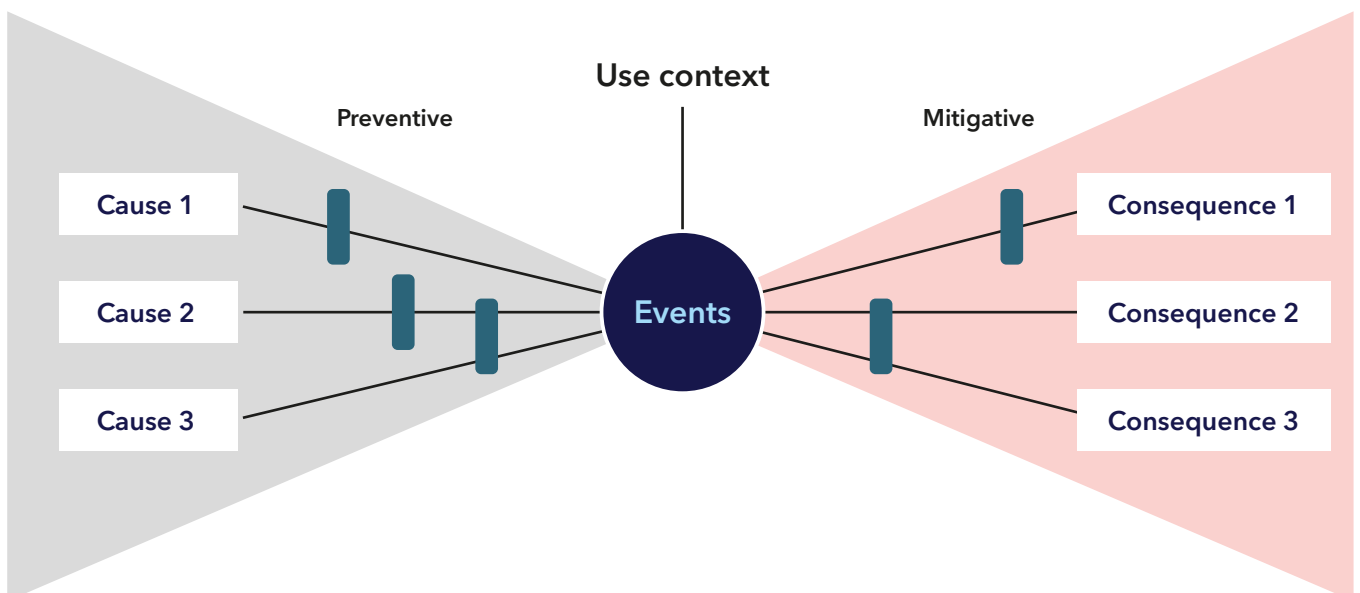 Use context
Preventive
Mitigative
Cause 1
Consequence 1
Cause 2
Events
Consequence 2
Cause 3
Consequence 3